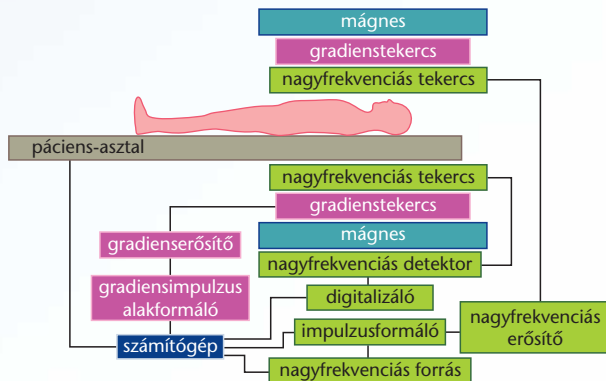 mágnes
gradienstekercs
nagyfrekvenciás tekercs
páciens-asztal
nagyfrekvenciás tekercs
gradienstekercs
mágnes
gradienserősítő
nagyfrekvenciás detektor
gradiensimpulzus
alakformáló
digitalizáló
impulzusformáló
nagyfrekvenciás
erősítő
számítógép
nagyfrekvenciás forrás